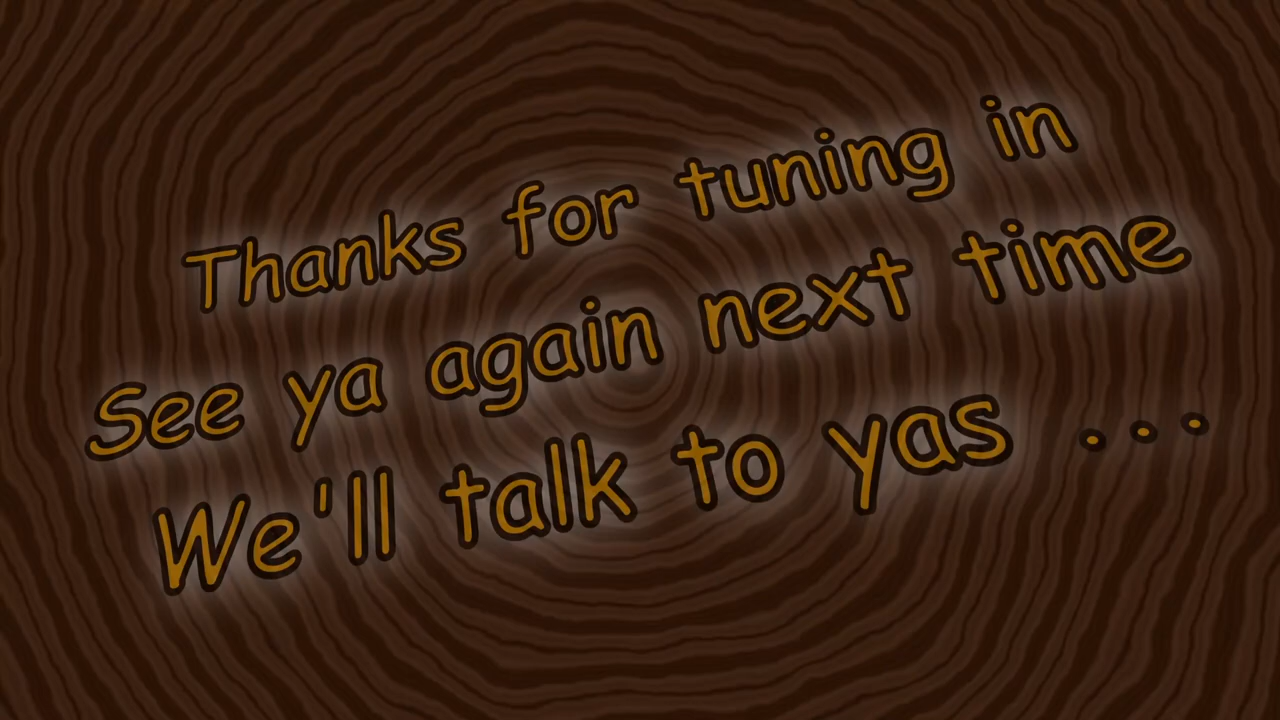 Thanks for tuning in
See ya again next time
We'll talk to yas ...